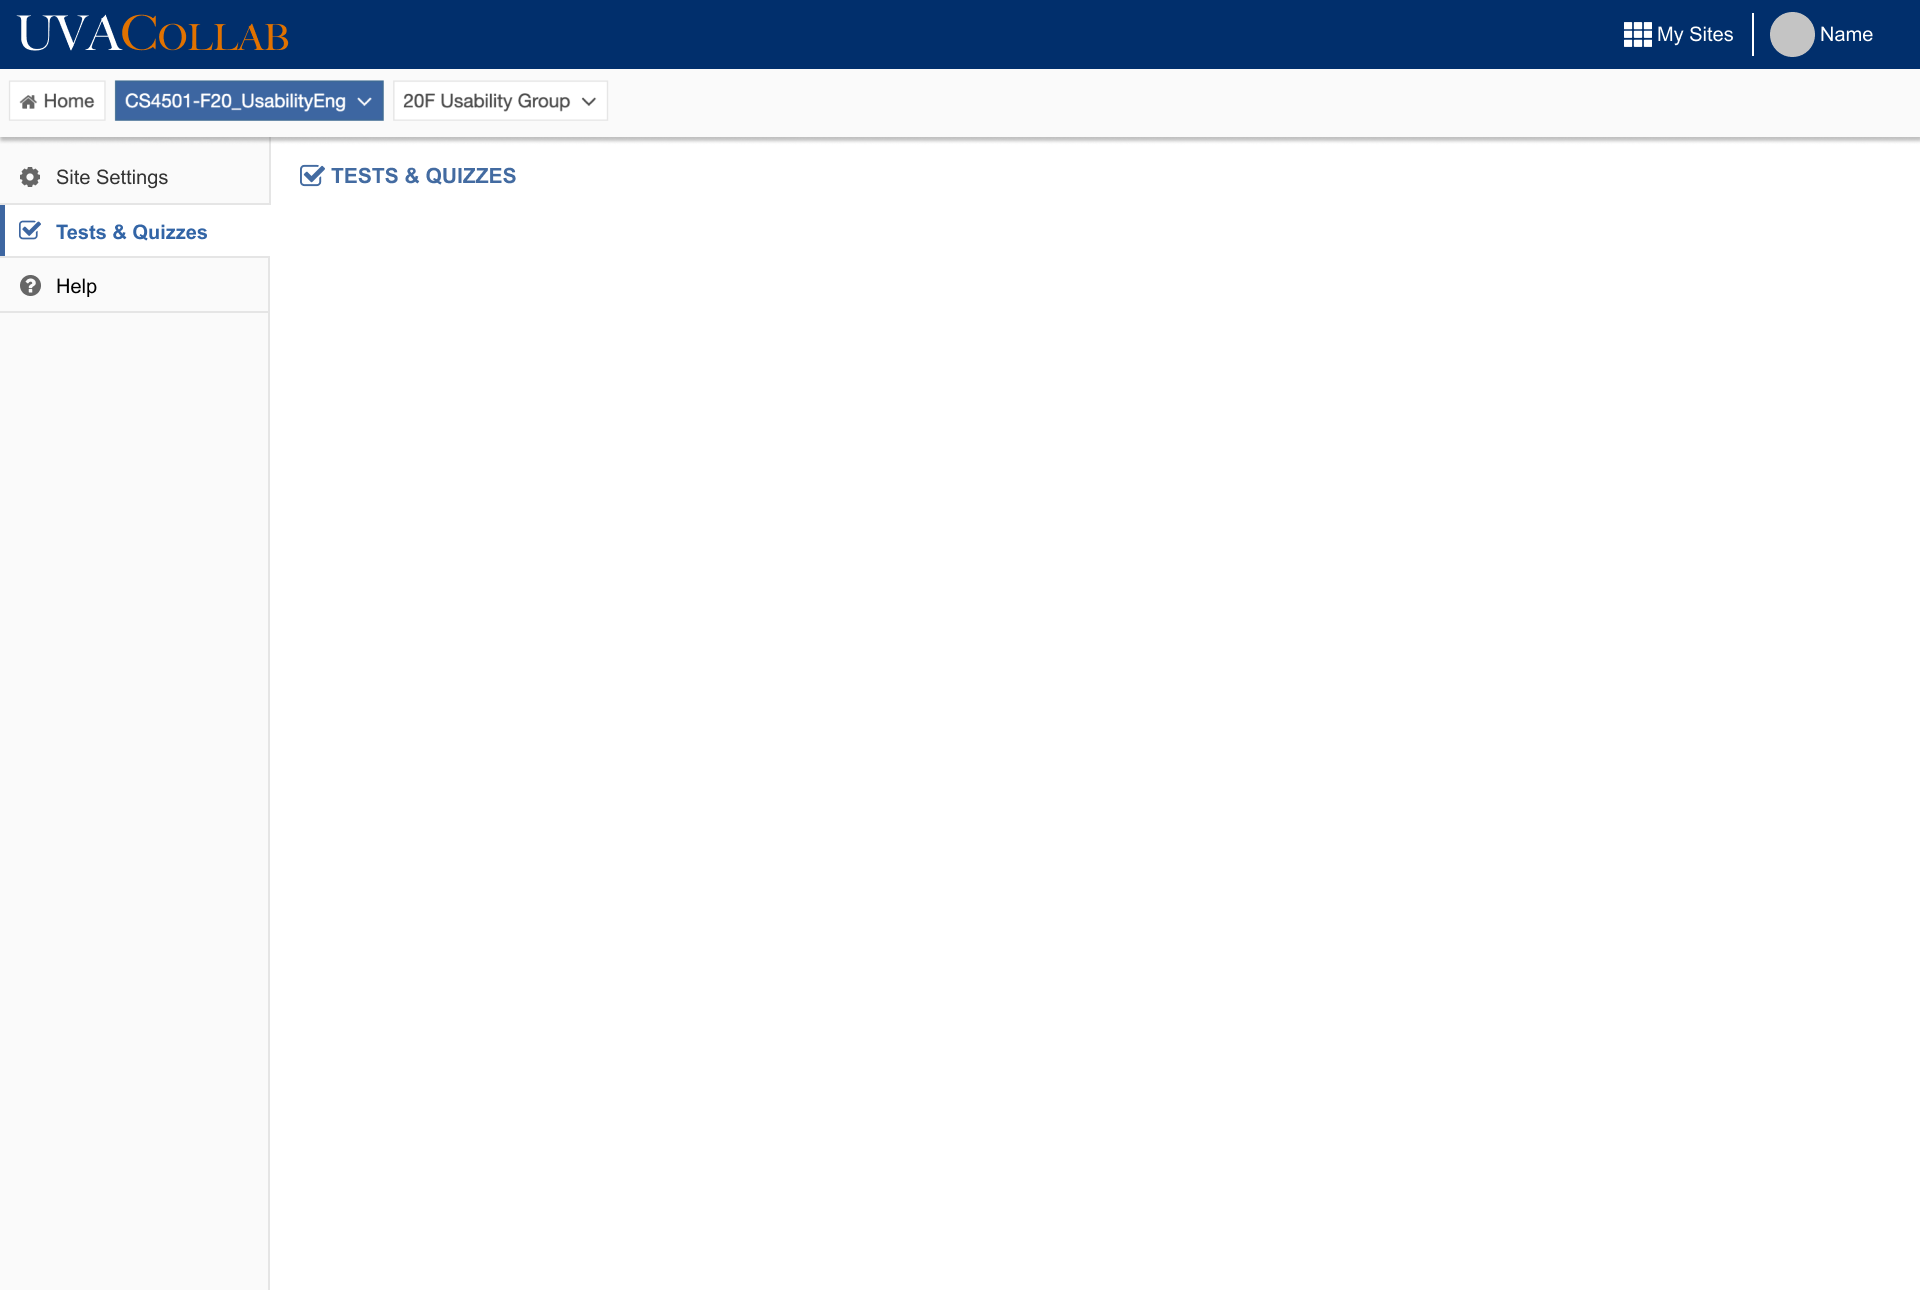 UVACOLLAB
My Sites
Name
Home
CS4501-F20_UsabilityEng
20F Usability Group
Site Settings
TESTS & QUIZZES
Tests & Quizzes
Help